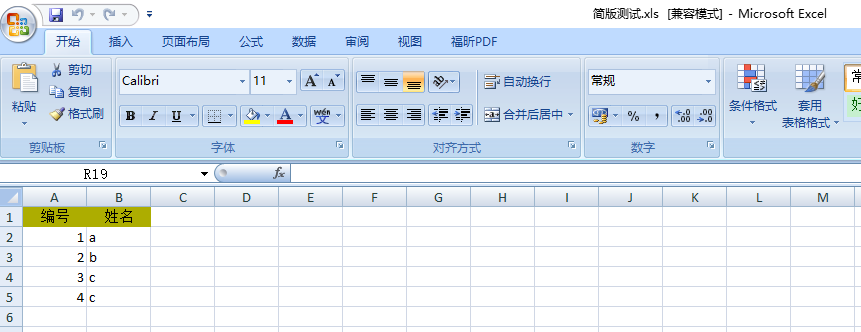 简版测试.xls [兼容模式] - Microsoft Excel
开始 插入 页面布局 公式 数据 审阅 视图 福昕PDF
粘贴 剪切 复制 格式刷 剪贴板
Calibri 11 A A
B I U A wén 文
字体
自动换行
合并后居中
对齐方式
常规
% , .0 .00 .00 .0
数字
条件格式 套用 表格格式
R19 fx
A B C D E F G H I J K L M
1 编号 姓名
2 1 a
3 2 b
4 3 c
5 4 c
6